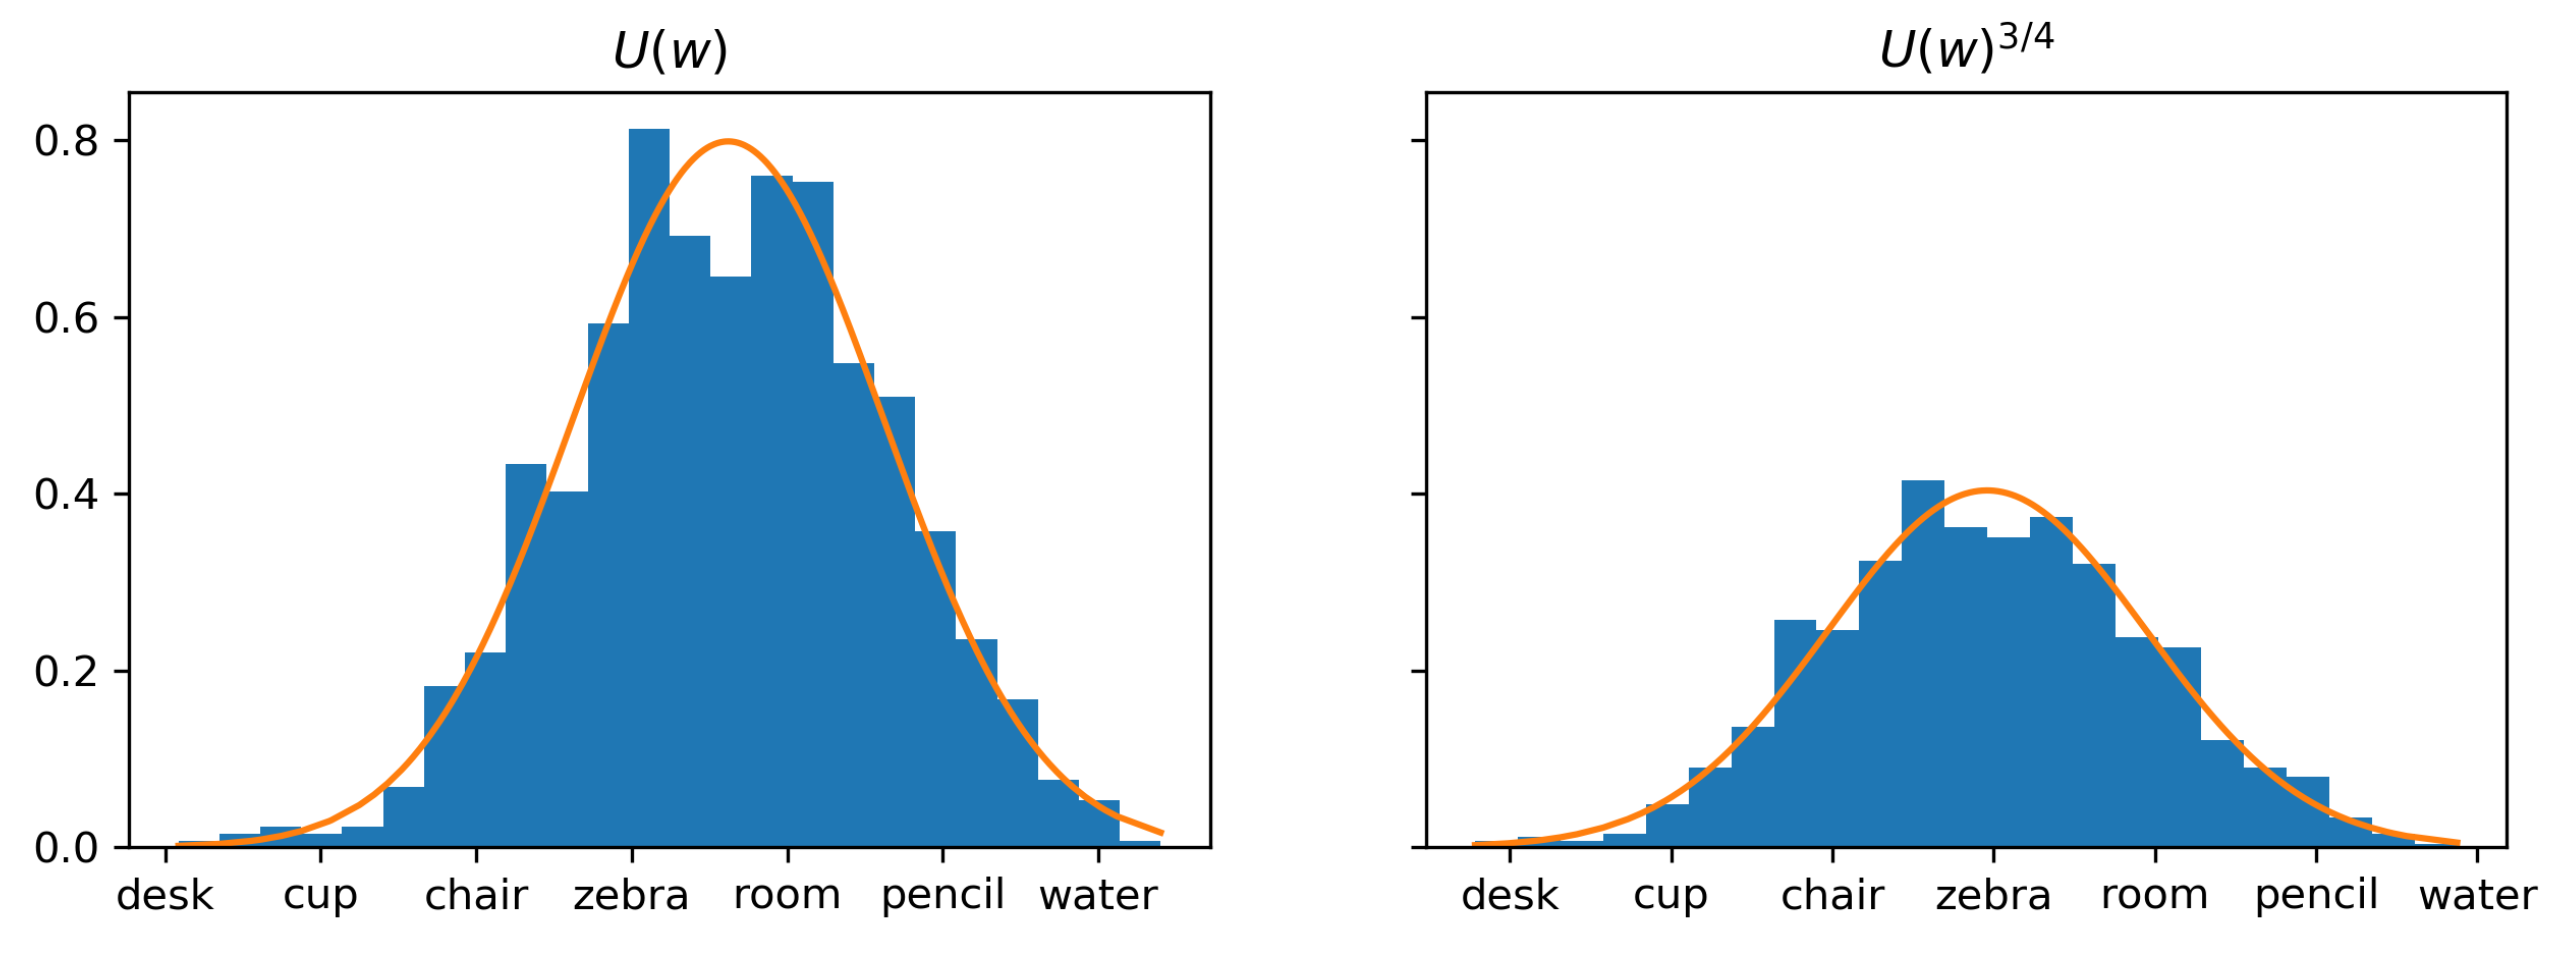 U(w)
U(w)^{3/4}
0.8
0.6
0.4
0.2
0.0
desk cup chair zebra room pencil water
desk cup chair zebra room pencil water